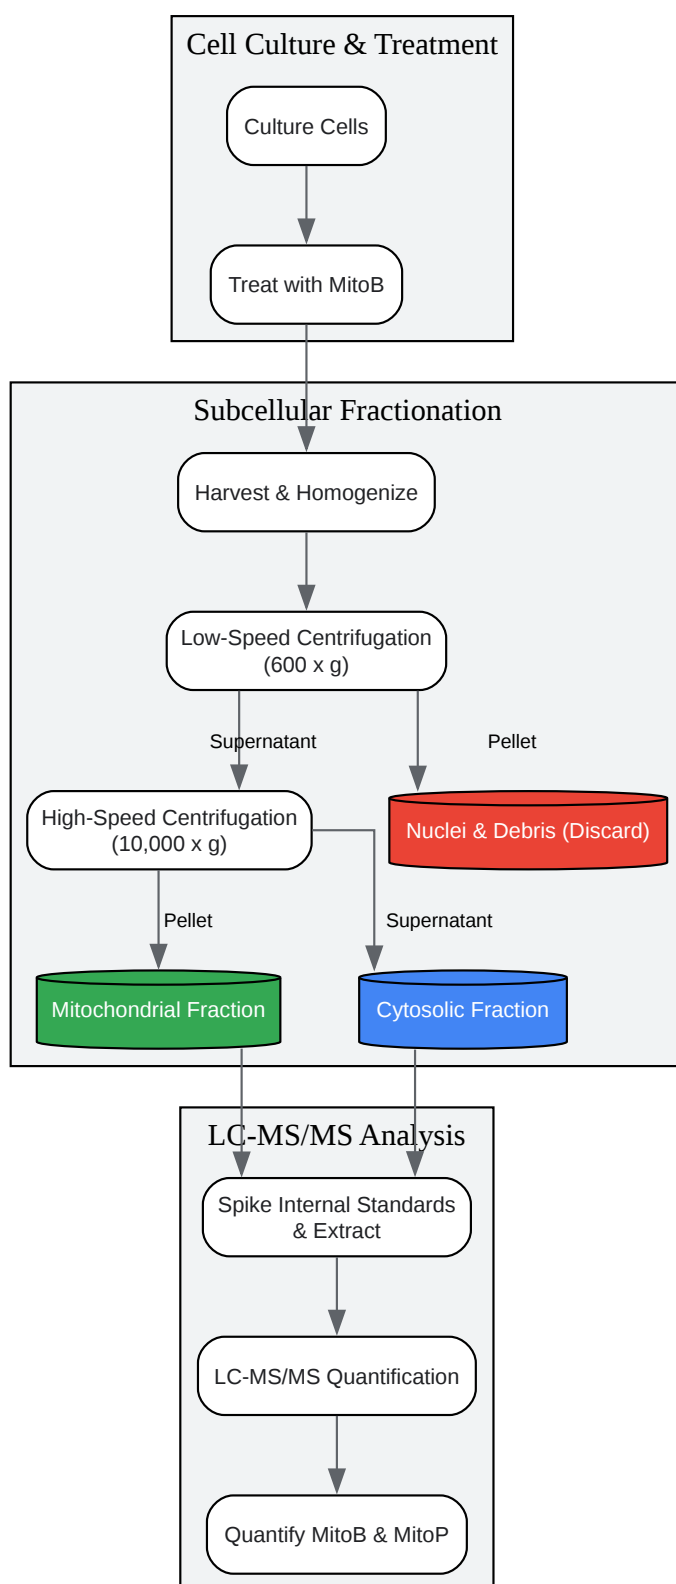 Cell Culture & Treatment
Culture Cells
Treat with MitoB
Subcellular Fractionation
Harvest & Homogenize
Low-Speed Centrifugation
(600 x g)
Supernatant
Pellet
High-Speed Centrifugation
(10,000 x g)
Nuclei & Debris (Discard)
Pellet
Supernatant
Mitochondrial Fraction
Cytosolic Fraction
LC-MS/MS Analysis
Spike Internal Standards
& Extract
LC-MS/MS Quantification
Quantify MitoB & MitoP